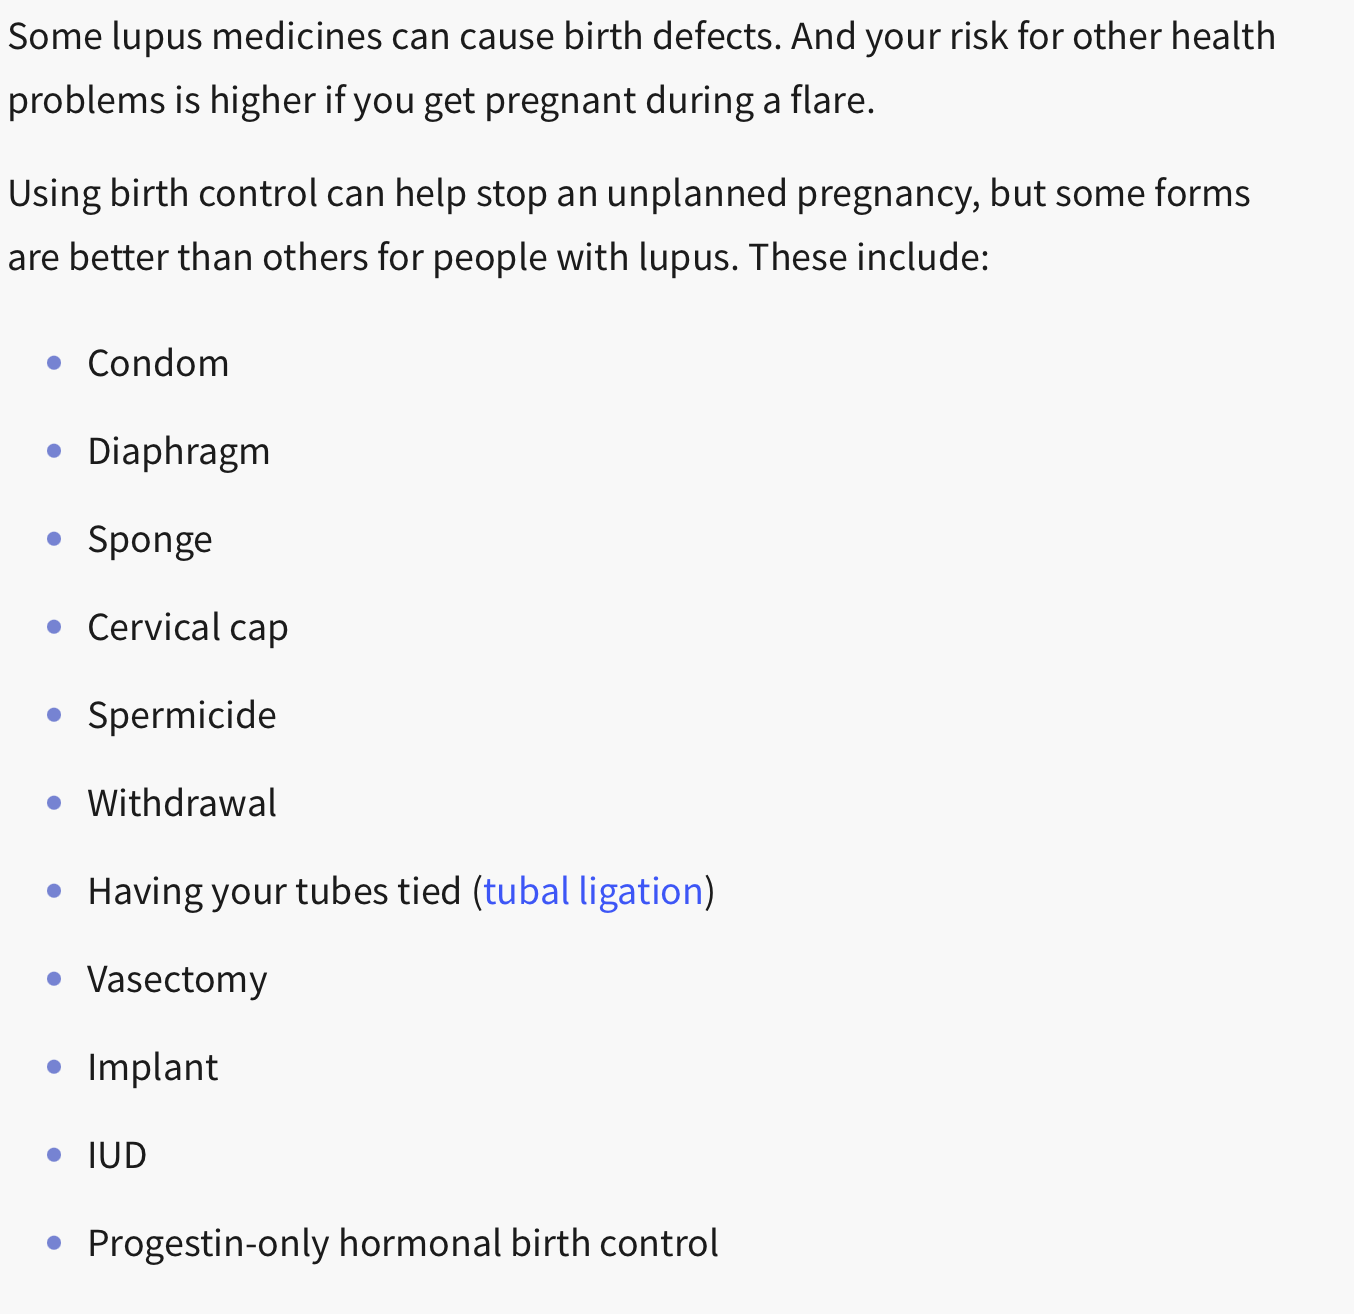 Some lupus medicines can cause birth defects. And your risk for other health
problems is higher if you get pregnant during a flare.
Using birth control can help stop an unplanned pregnancy, but some forms
are better than others for people with lupus. These include:
• Condom
• Diaphragm
• Sponge
• Cervical cap
• Spermicide
• Withdrawal
• Having your tubes tied (tubal ligation)
• Vasectomy
• Implant
• IUD
• Progestin-only hormonal birth control